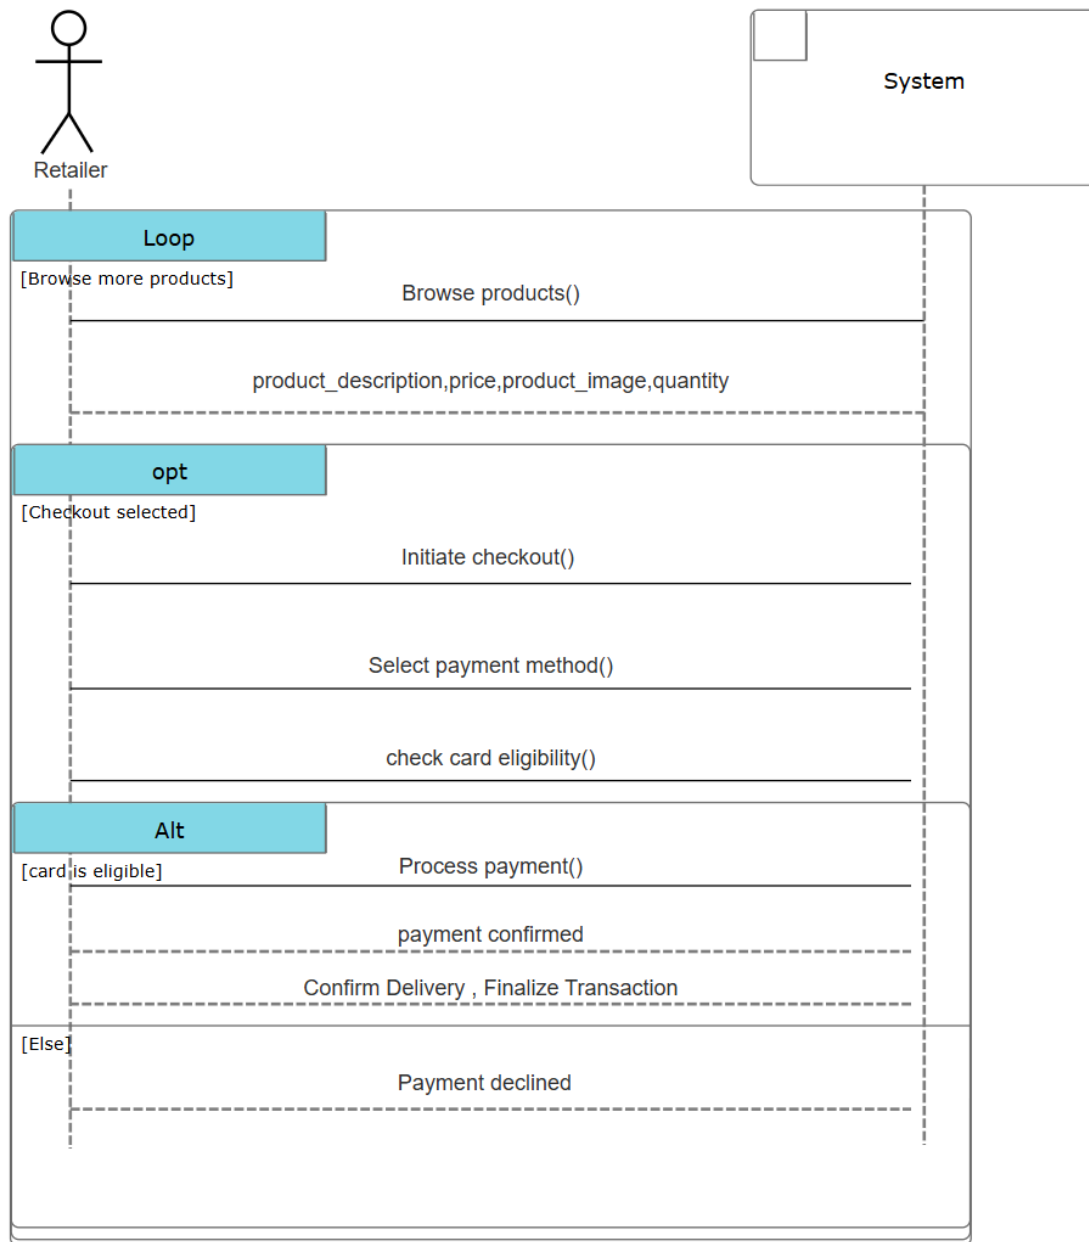 Retailer
System
Loop
[Browse more products]
Browse products()
product_description,price,product_image,quantity
opt
[Checkout selected]
Initiate checkout()
Select payment method()
check card eligibility()
Alt
[card is eligible]
Process payment()
payment confirmed
Confirm Delivery , Finalize Transaction
[Else]
Payment declined